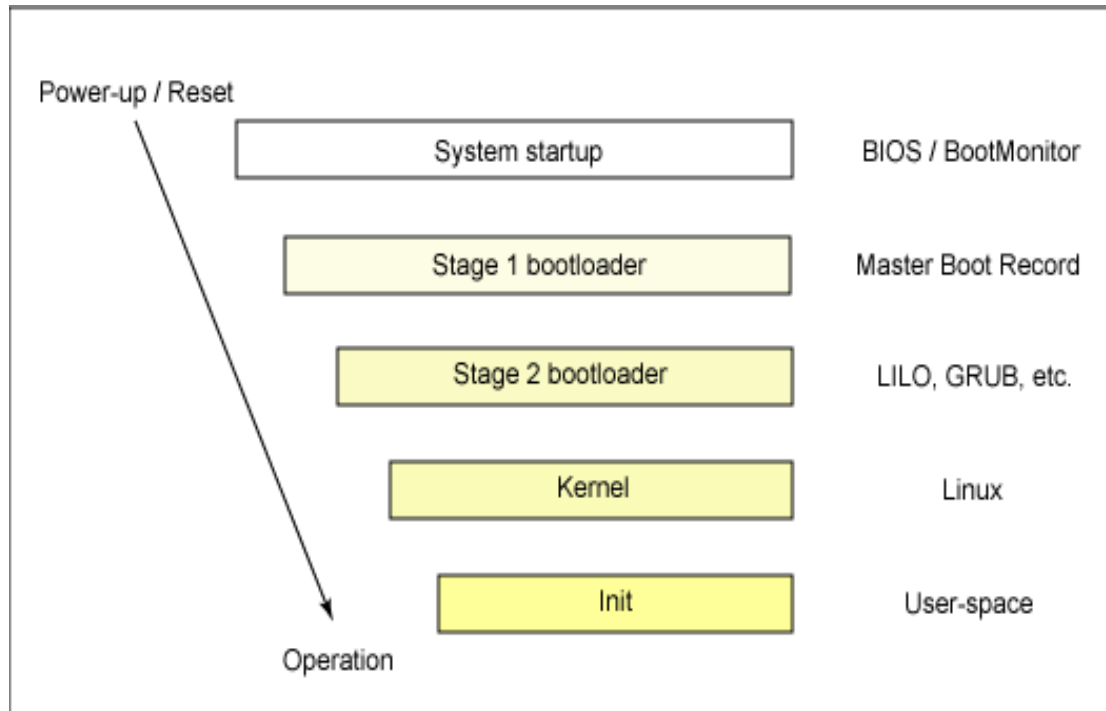 Power-up / Reset
System startup
BIOS / BootMonitor
Stage 1 bootloader
Master Boot Record
Stage 2 bootloader
LILO, GRUB, etc.
Kernel
Linux
Init
User-space
Operation